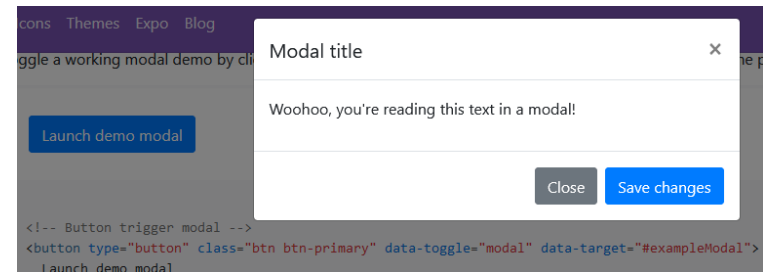 cons Themes Expo Blog
ggle a working modal demo by cli
he p
Modal title ×
Woohoo, you're reading this text in a modal!
Launch demo modal
Close Save changes
<!-- Button trigger modal -->
<button type="button" class="btn btn-primary" data-toggle="modal" data-target="#exampleModal">
Launch demo modal